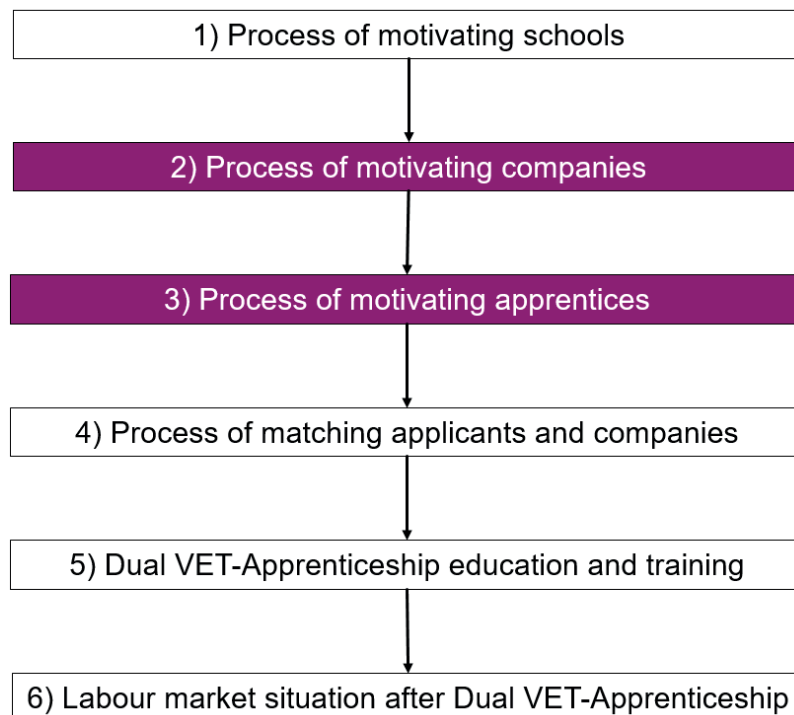 1) Process of motivating schools
2) Process of motivating companies
3) Process of motivating apprentices
4) Process of matching applicants and companies
5) Dual VET-Apprenticeship education and training
6) Labour market situation after Dual VET-Apprenticeship